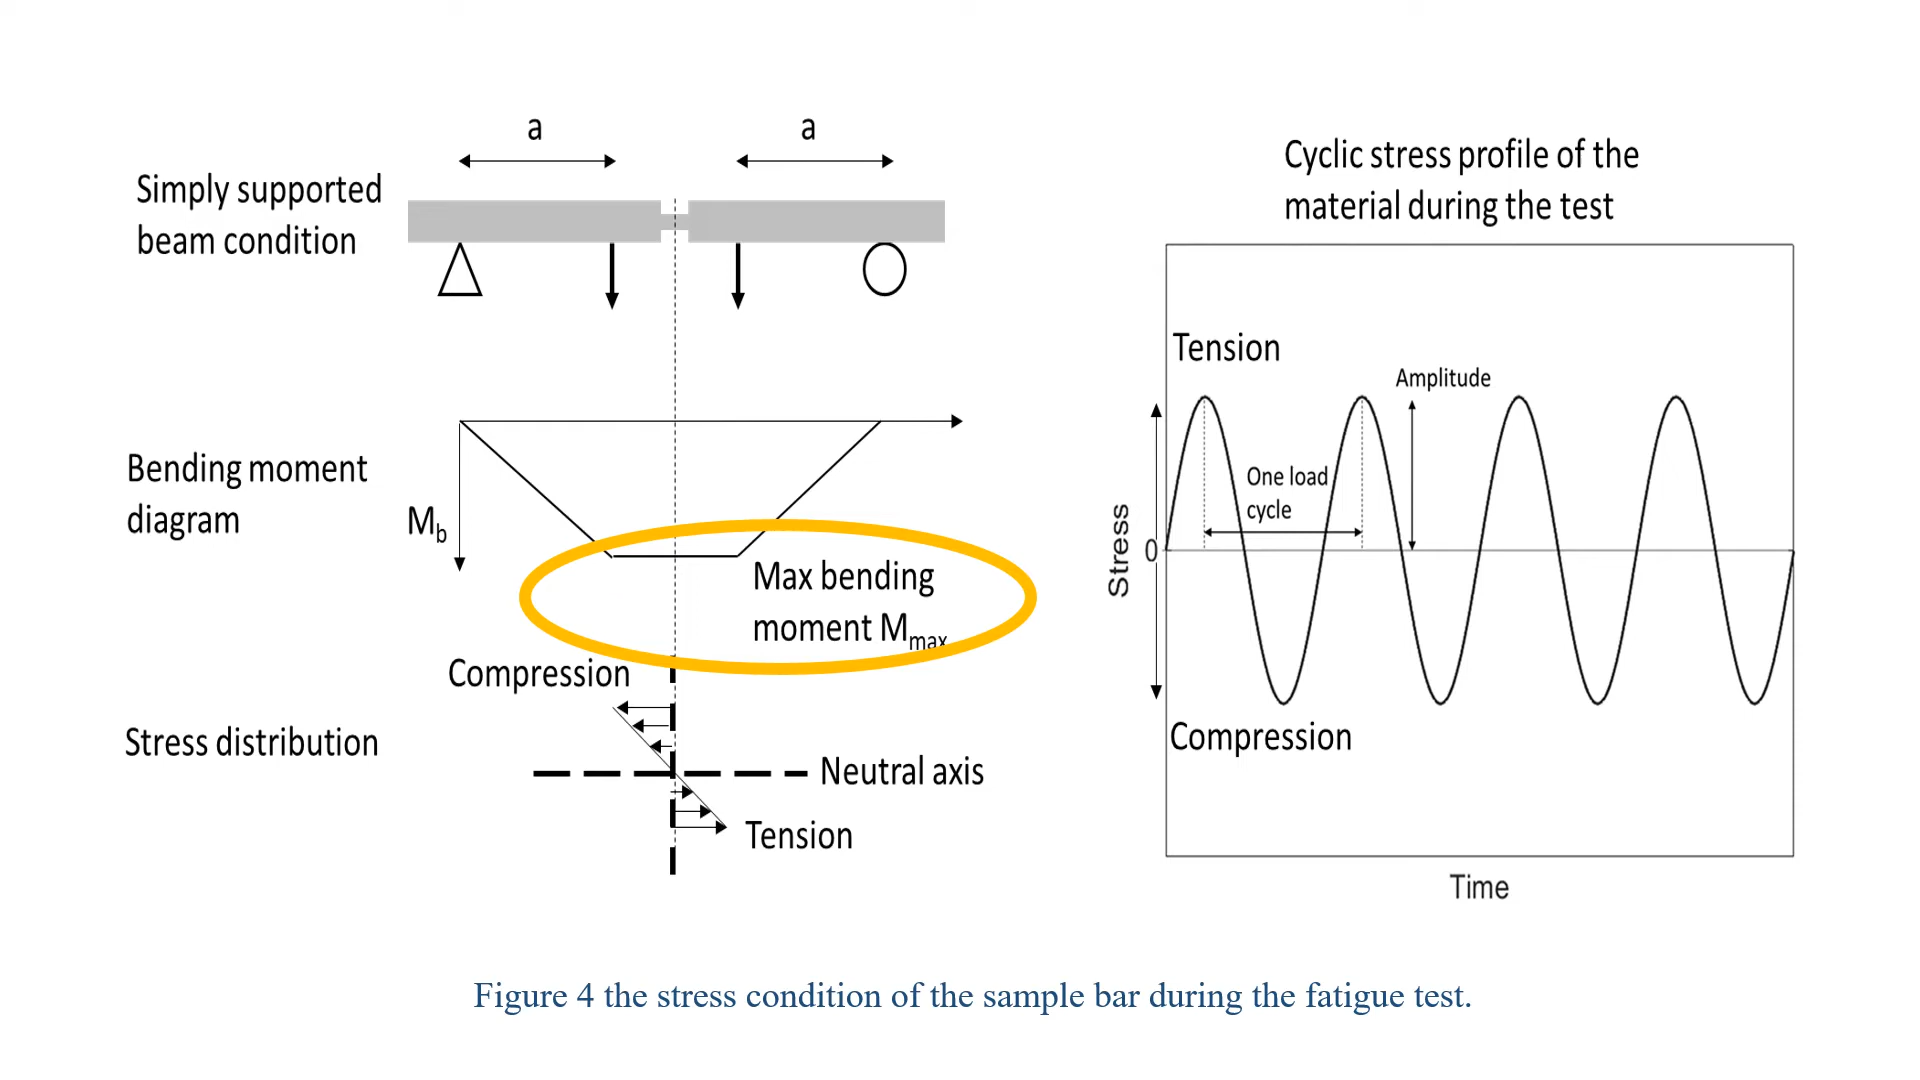 a
a
Simply supported
beam condition
Bending moment
diagram
Mb
Max bending
moment Mmax
Compression
Stress distribution
Neutral axis
Tension
Cyclic stress profile of the
material during the test
Tension
Amplitude
One load
cycle
Stress
0
Compression
Time
Figure 4 the stress condition of the sample bar during the fatigue test.